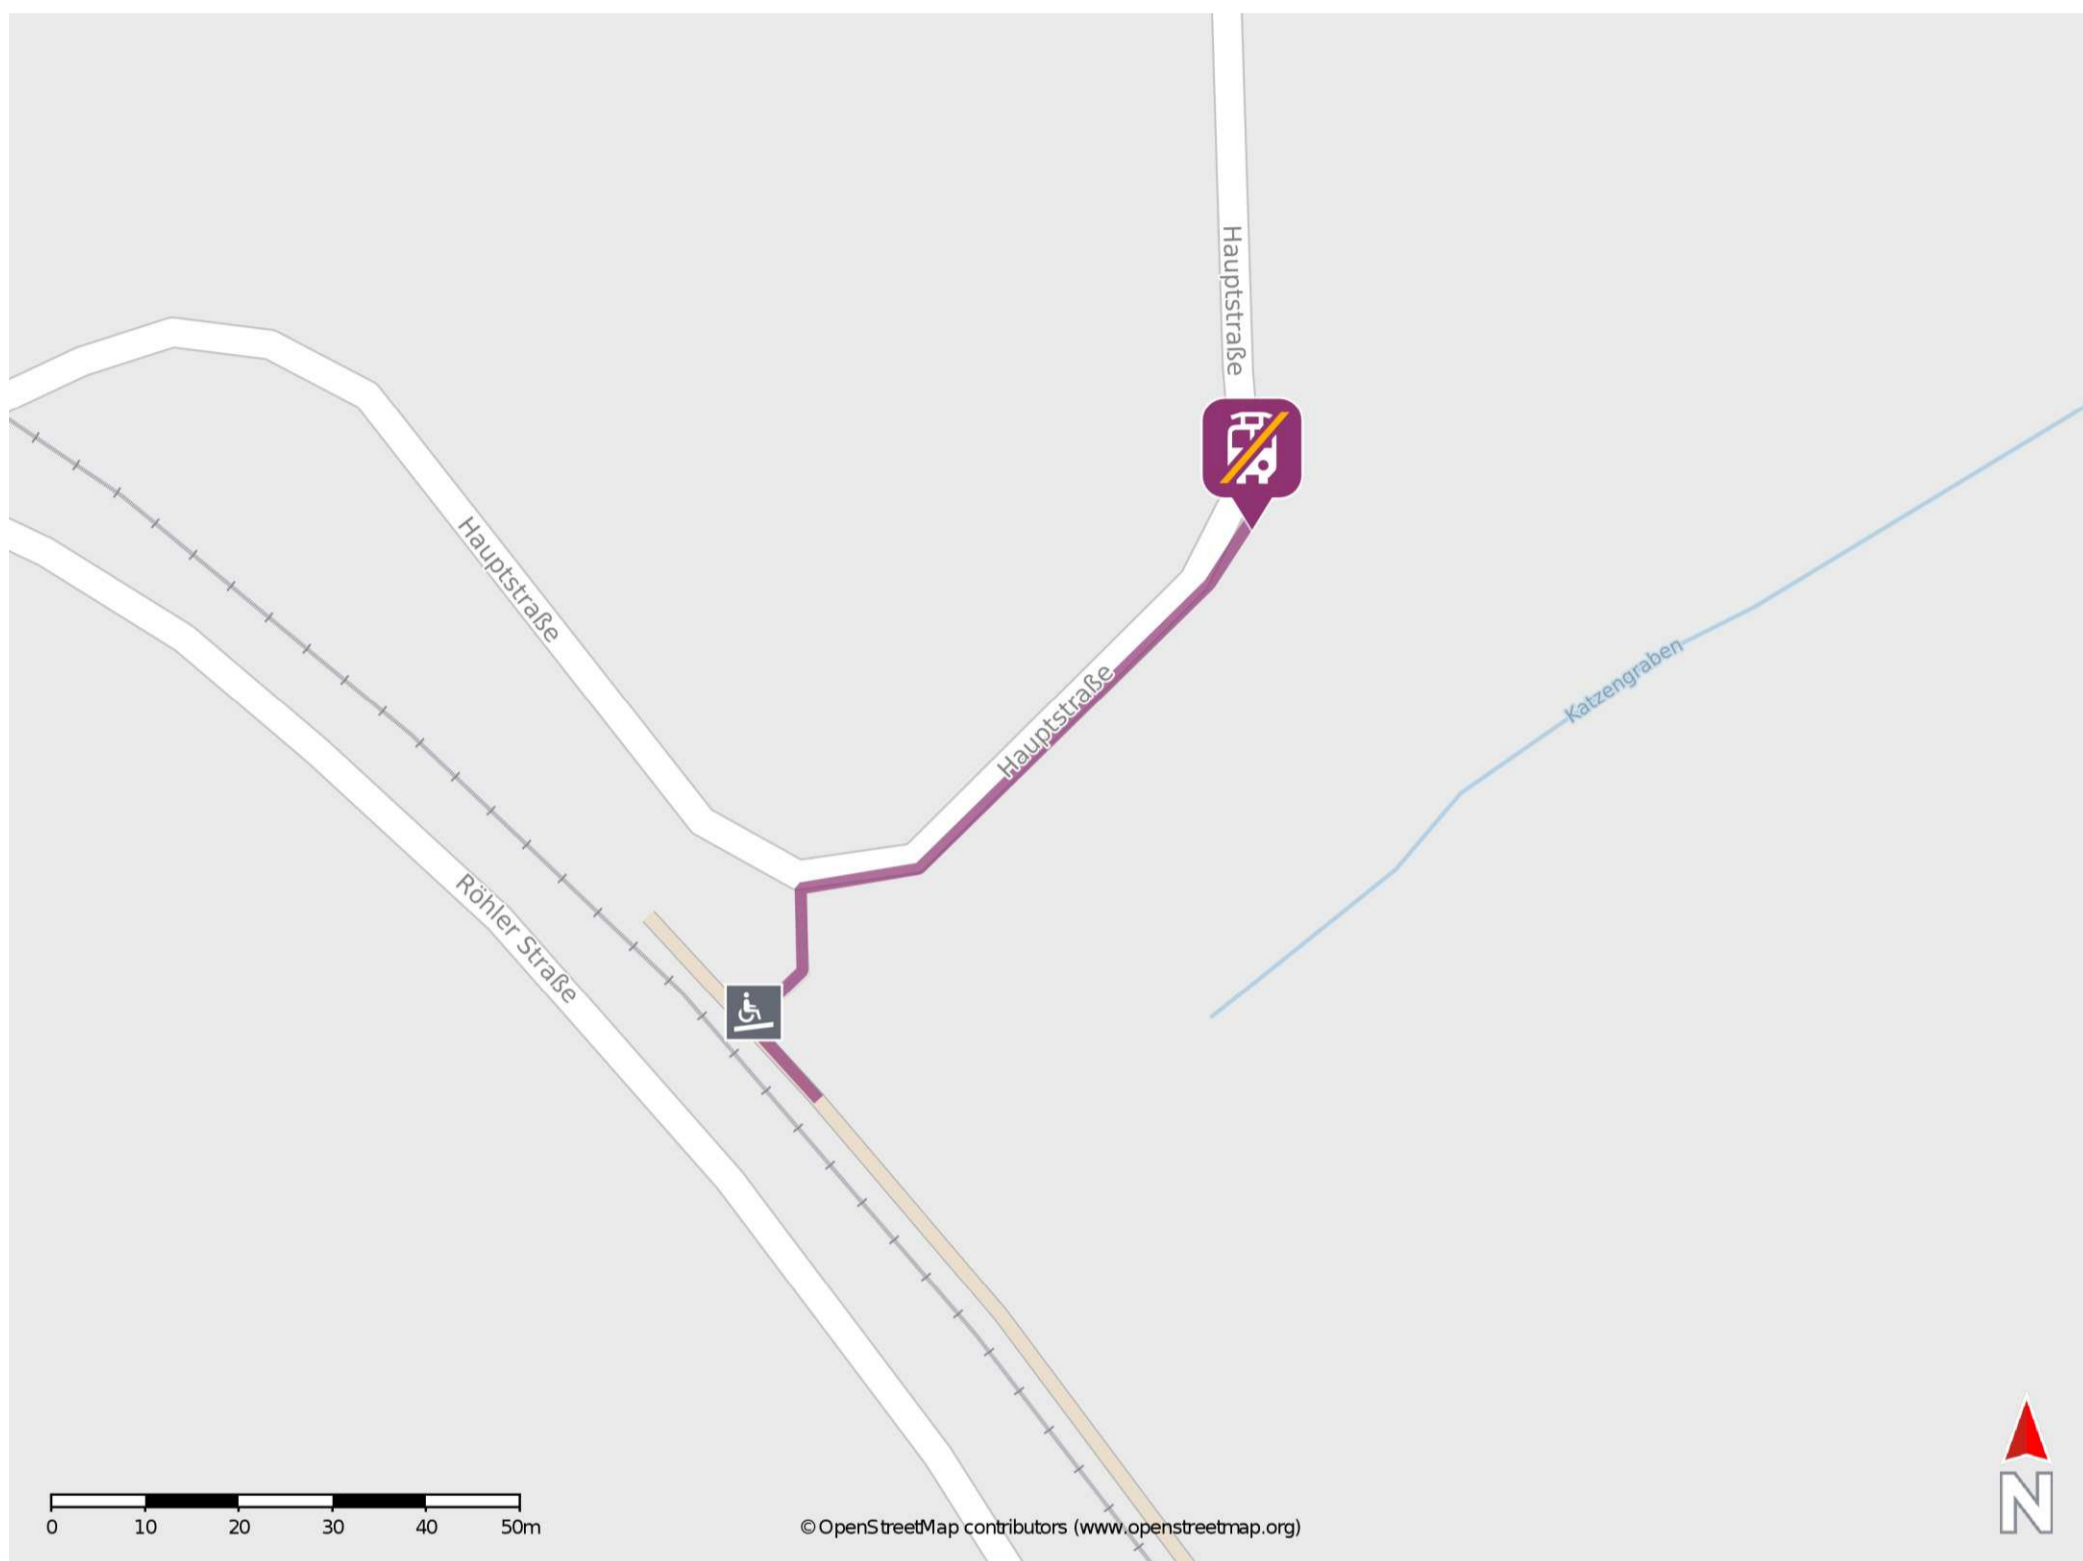 Hauptstraße
Hauptstraße
Hauptstraße
Katzengraben
Röhler Straße
0 10 20 30 40 50m
© OpenStreetMap contributors (www.openstreetmap.org)
N